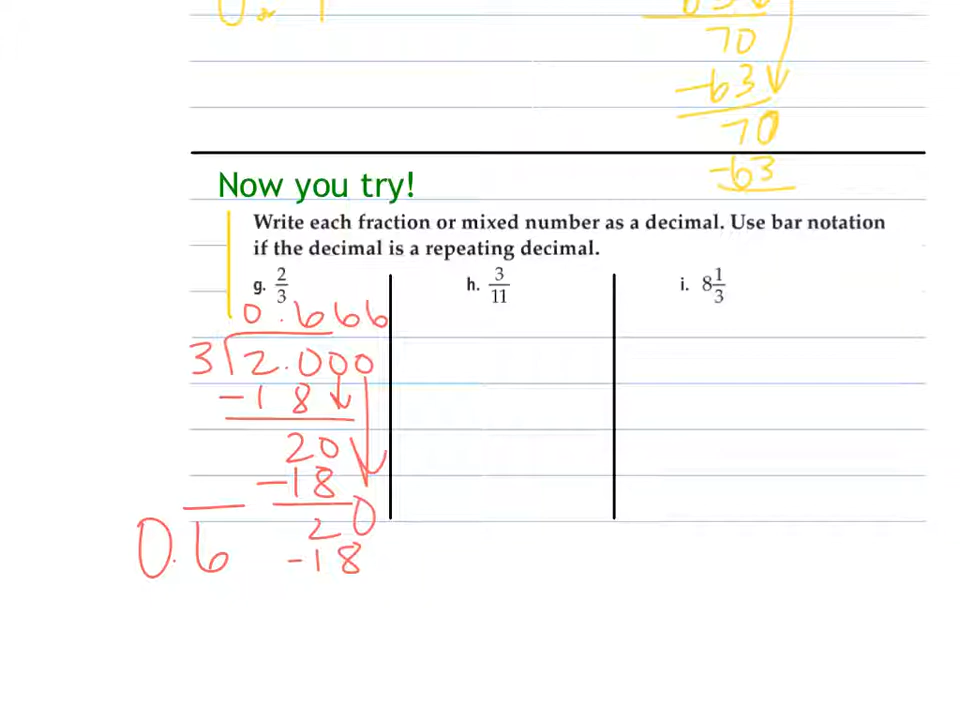 70
-63
70
-63
Now you try!
Write each fraction or mixed number as a decimal. Use bar notation
if the decimal is a repeating decimal.
g. 2/3
h. 3/11
i. 8 1/3
0.666
3 2.000
-18
20
-18
20
-18
0.6̅